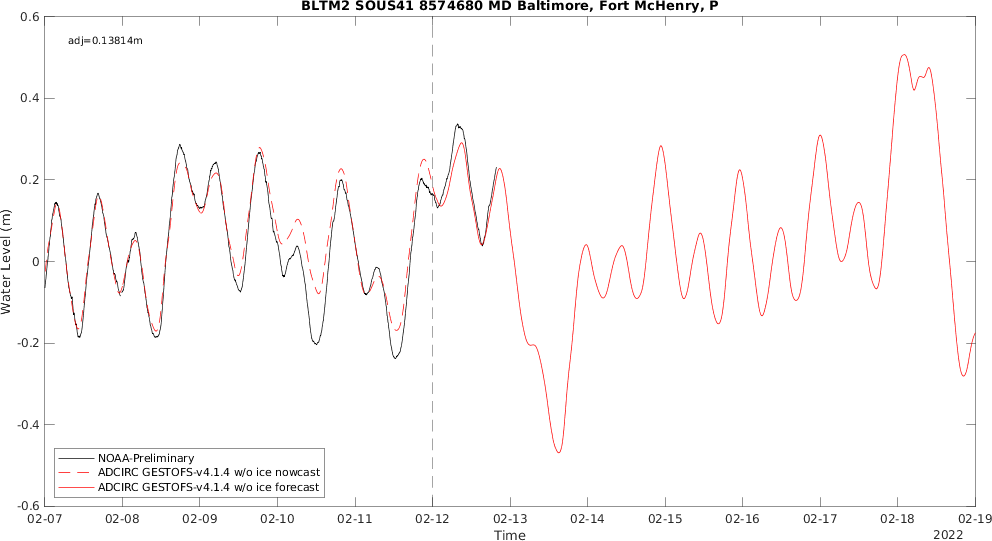 BLTM2 SOUS41 8574680 MD Baltimore, Fort McHenry, P
adj=0.13814m
0.6
0.4
0.2
0
-0.2
-0.4
-0.6
Water Level (m)
NOAA-Preliminary
ADCIRC GESTOFS-v4.1.4 w/o ice nowcast
ADCIRC GESTOFS-v4.1.4 w/o ice forecast
02-07 02-08 02-09 02-10 02-11 02-12 02-13 02-14 02-15 02-16 02-17 02-18 02-19
Time
2022